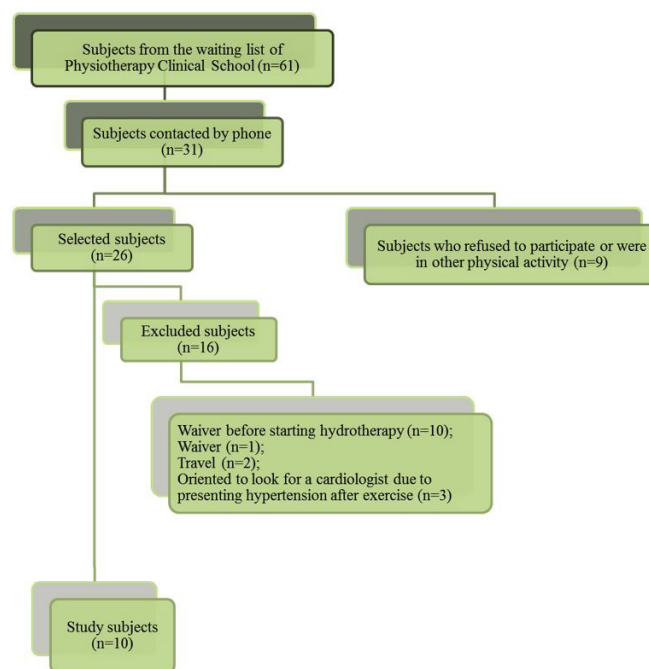 Subjects from the waiting list of
Physiotherapy Clinical School (n=61)
Subjects contacted by phone
(n=31)
Selected subjects
(n=26)
Subjects who refused to participate or were
in other physical activity (n=9)
Excluded subjects
(n=16)
Waiver before starting hydrotherapy (n=10);
Waiver (n=1);
Travel (n=2);
Oriented to look for a cardiologist due to
presenting hypertension after exercise (n=3)
Study subjects
(n=10)